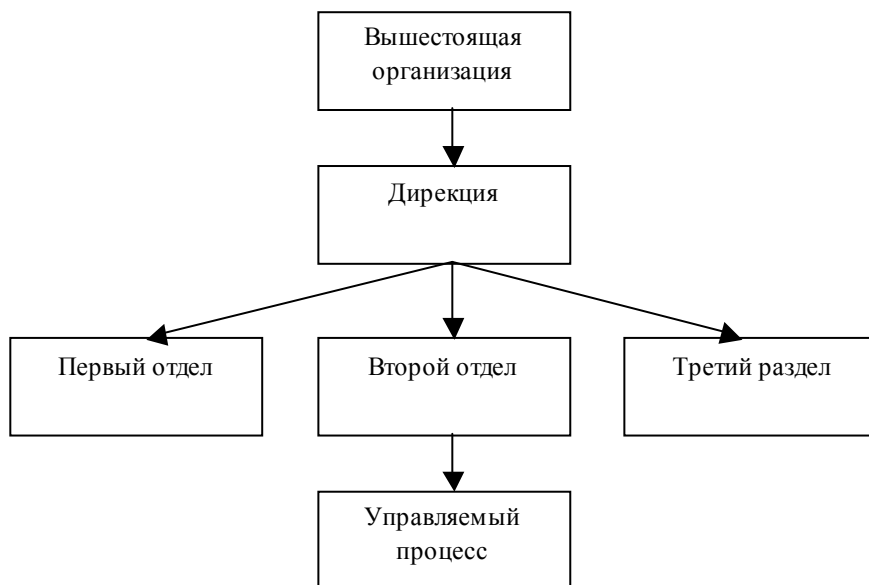 Вышестоящая
организация
Дирекция
Первый отдел
Второй отдел
Третий раздел
Управляемый
процесс